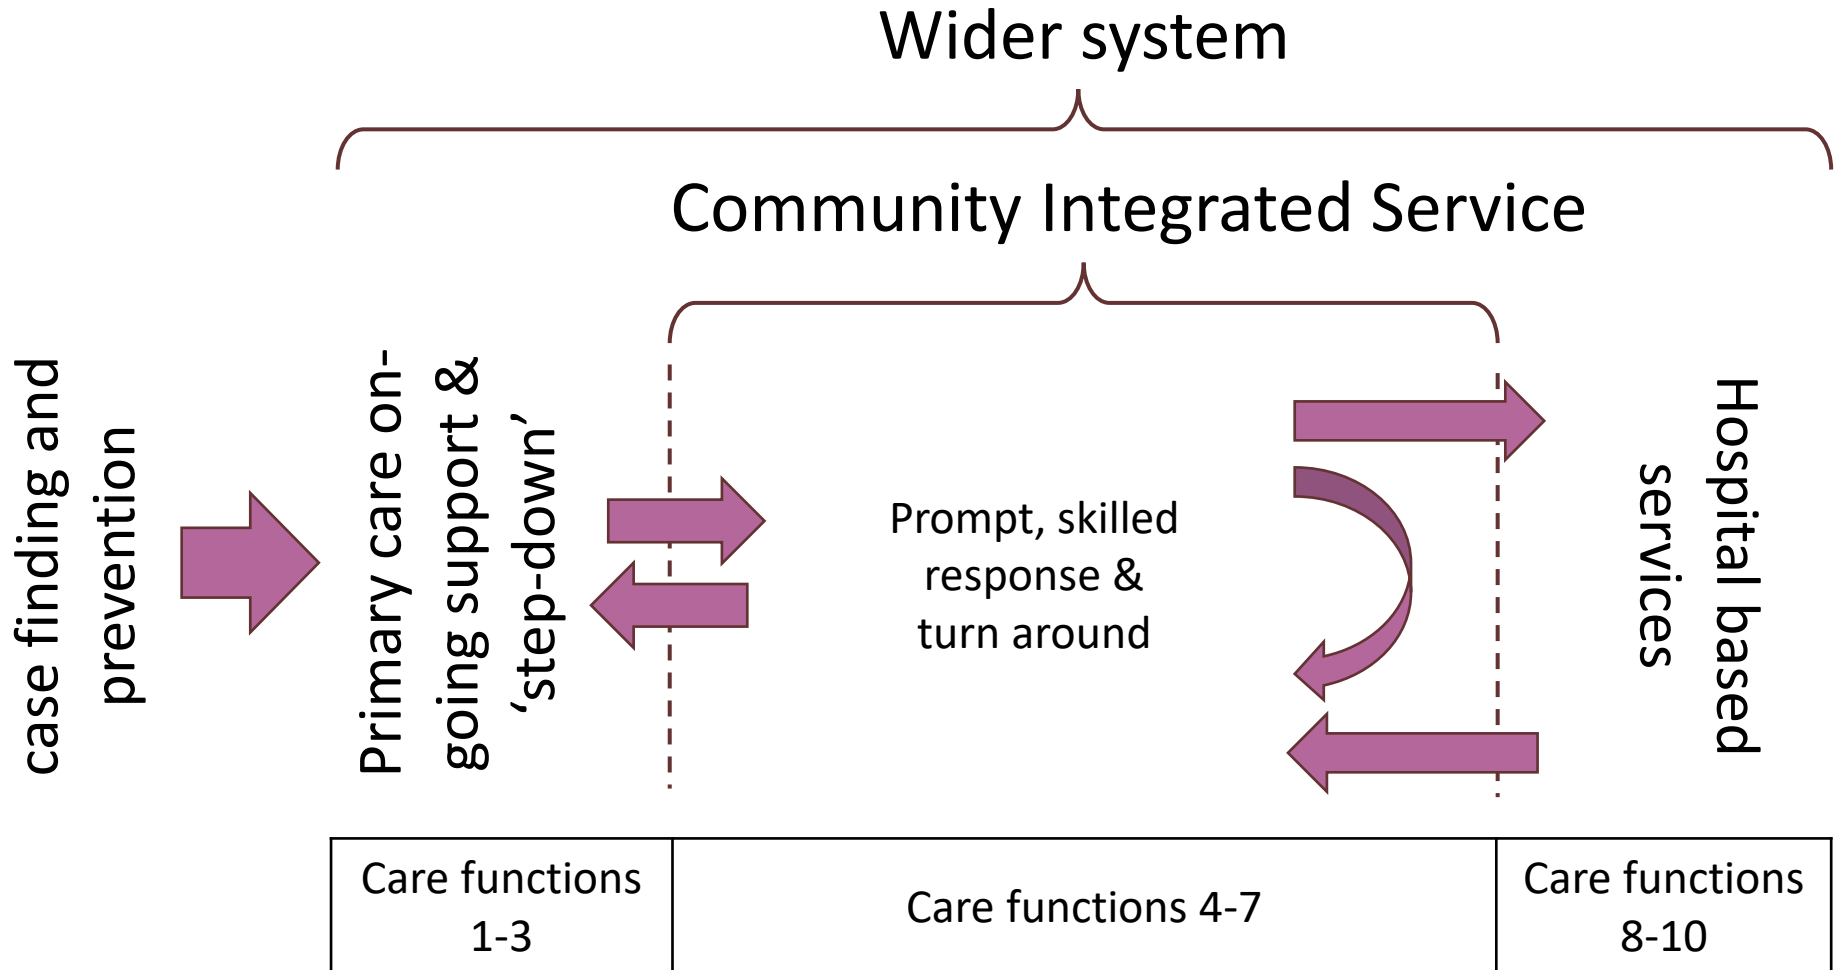 Wider system
Community Integrated Service
case finding and
prevention
Primary care on-
going support &
‘step-down’
Prompt, skilled
response &
turn around
Hospital based
services
Care functions
1-3
Care functions 4-7
Care functions
8-10